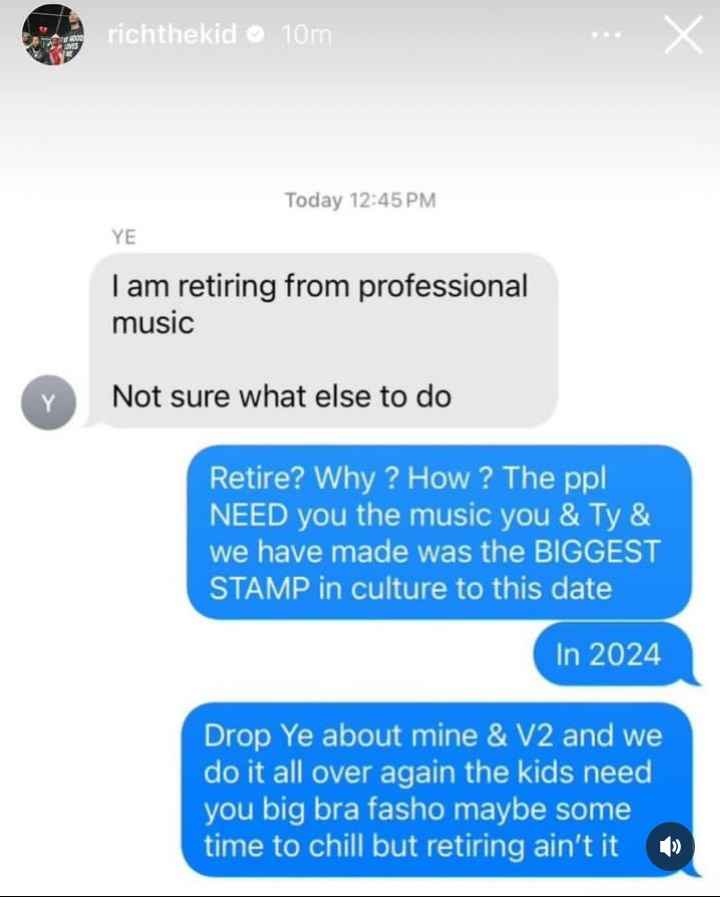 richthekid 10m
Today 12:45 PM
YE
I am retiring from professional
music
Not sure what else to do
Y
Retire? Why ? How ? The ppl
NEED you the music you & Ty &
we have made was the BIGGEST
STAMP in culture to this date
In 2024
Drop Ye about mine & V2 and we
do it all over again the kids need
you big bra fasho maybe some
time to chill but retiring ain't it